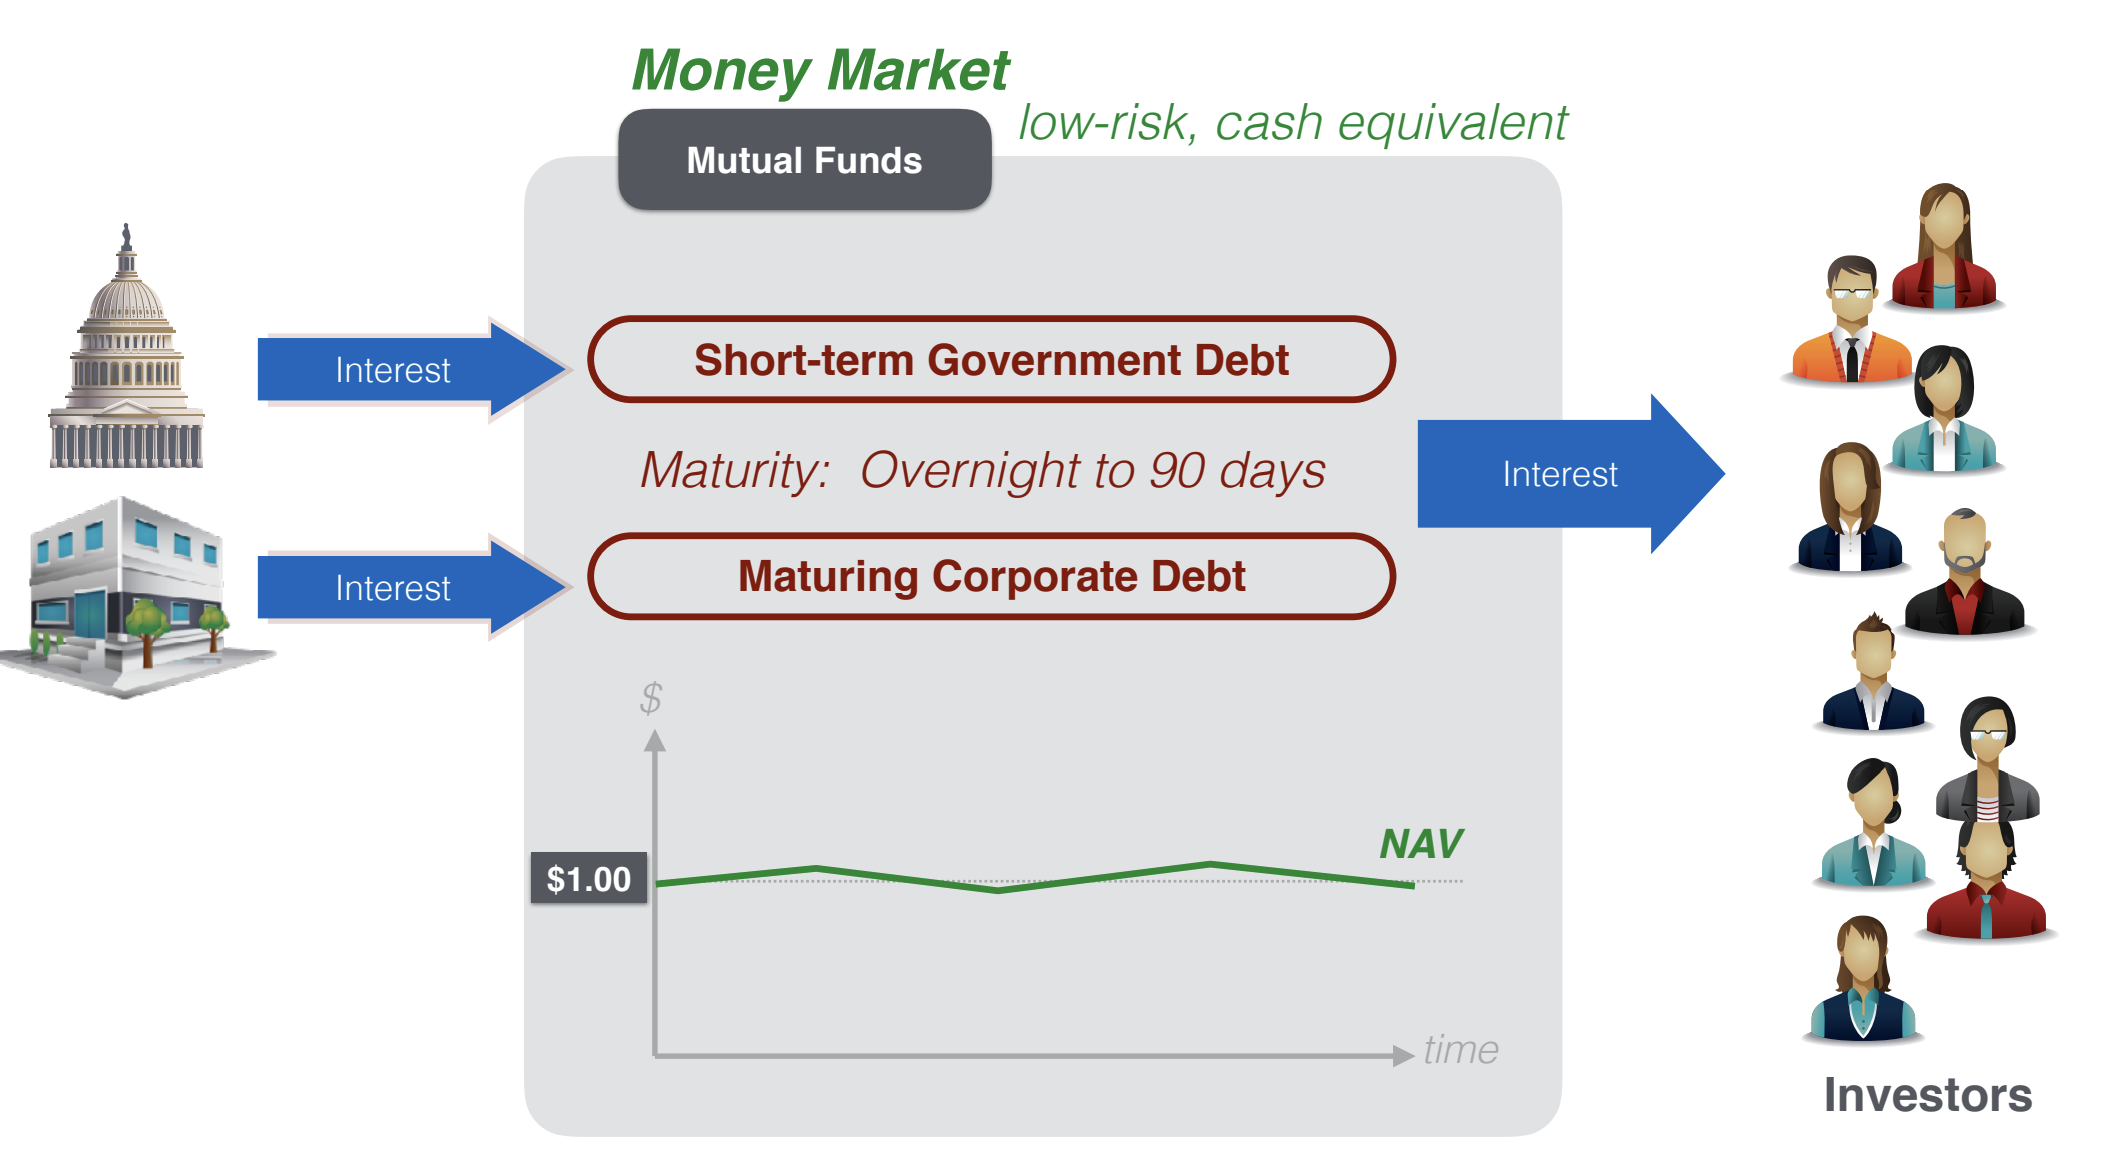 Money Market
low-risk, cash equivalent
Mutual Funds
Interest
Short-term Government Debt
Maturity: Overnight to 90 days
Interest
Interest
Maturing Corporate Debt
$
NAV
$1.00
time
Investors